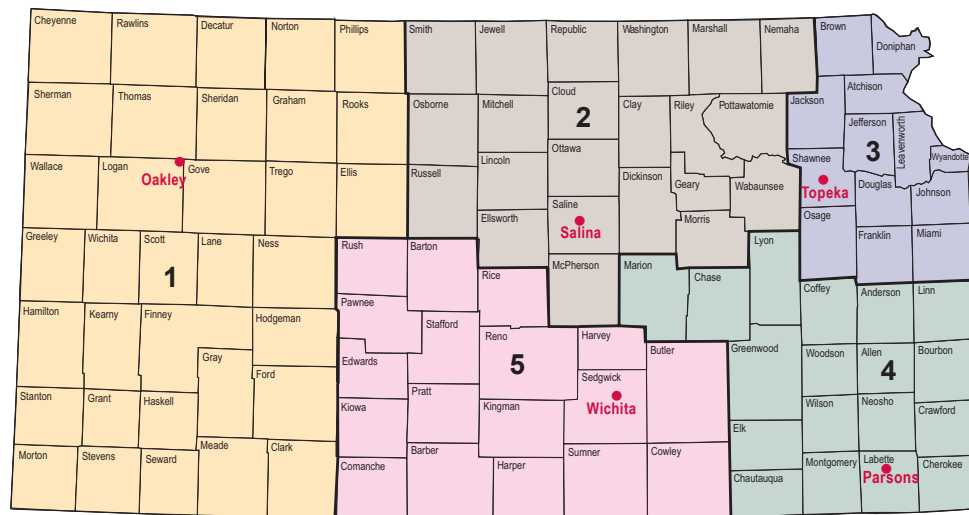 Cheyenne
Rawlins
Decatur
Norton
Phillips
Smith
Jewell
Republic
Washington
Marshall
Nemaha
Brown
Doniphan
Sherman
Thomas
Sheridan
Graham
Rooks
Osborne
Mitchell
Cloud
2
Clay
Riley
Pottawatomie
Jackson
Atchison
Jefferson
Leavenworth
3
Wyandotte
Wallace
Logan
Oakley
Gove
Trego
Ellis
Russell
Lincoln
Ottawa
Dickinson
Geary
Wabaunsee
Shawnee
Topeka
Douglas
Johnson
Ellsworth
Saline
Salina
Morris
Osage
Franklin
Miami
Greeley
Wichita
Scott
Lane
Ness
1
Rush
Barton
Rice
McPherson
Marion
Chase
Lyon
Coffey
Anderson
Linn
Hamilton
Kearny
Finney
Hodgeman
Pawnee
Stafford
Reno
Harvey
Butler
Greenwood
Woodson
Allen
Bourbon
4
Gray
Ford
Edwards
5
Sedgwick
Wichita
Stanton
Grant
Haskell
Kiowa
Pratt
Kingman
Elk
Wilson
Neosho
Crawford
Morton
Stevens
Seward
Meade
Clark
Comanche
Barber
Harper
Sumner
Cowley
Chautauqua
Montgomery
Labette
Parsons
Cherokee